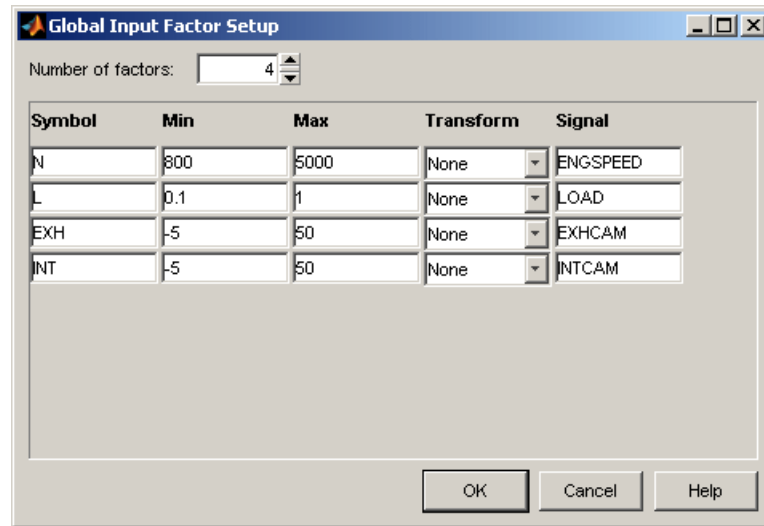 Global Input Factor Setup
Number of factors: 4
Symbol Min Max Transform Signal
N 800 5000 None ENGSPEED
L 0.1 1 None LOAD
EXH -5 50 None EXHCAM
INT -5 50 None INTCAM
OK Cancel Help